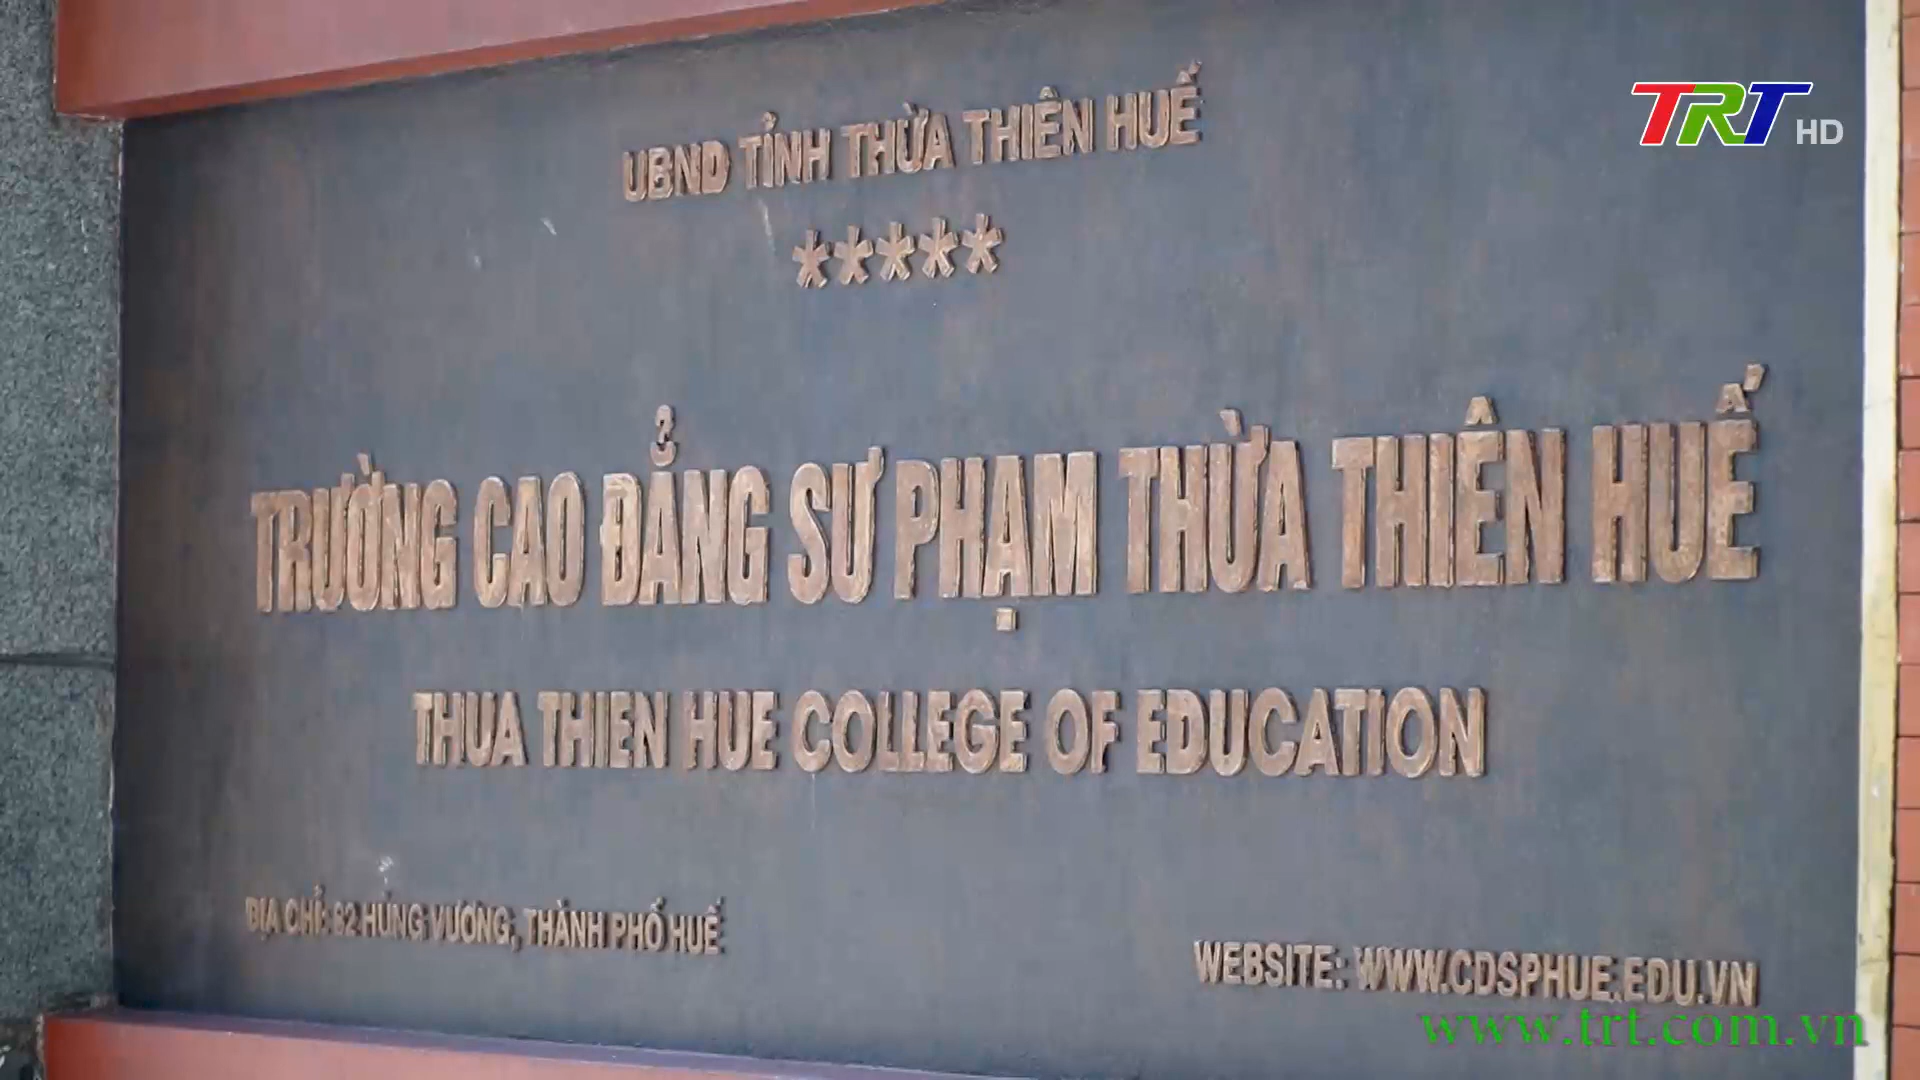 TRT HD
UBND TỈNH THỪA THIÊN HUẾ
*****
TRƯỜNG CAO ĐẲNG SƯ PHẠM THỪA THIÊN HUẾ
THUA THIEN HUE COLLEGE OF EDUCATION
ĐỊA CHỈ: 82 HÙNG VƯƠNG, THÀNH PHỐ HUẾ
WEBSITE: WWW.CDSPHUE.EDU.VN
www.trt.com.vn